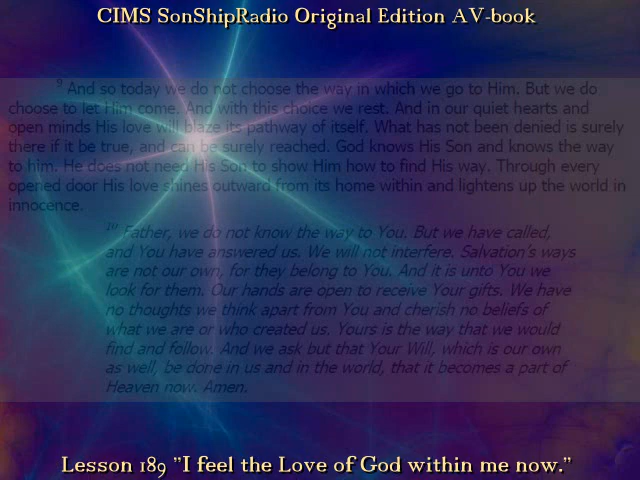 CIMS SonShipRadio Original Edition AV-book
9 And so today we do not choose the way in which we go to Him. But we do
choose to let Him come. And with this choice we rest. And in our quiet hearts and
open minds His love will blaze its pathway of itself. What has not been denied is surely
there if it be true, and can be surely reached. God knows His Son and knows the way
to him. He does not need His Son to show Him how to find His way. Through every
opened door His love shines outward from its home within and lightens up the world in
innocence.
10 Father, we do not know the way to You. But we have called,
and You have answered us. We will not interfere. Salvation's ways
are not our own, for they belong to You. And it is unto You we
look for them. Our hands are open to receive Your gifts. We have
no thoughts we think apart from You and cherish no beliefs of
what we are or who created us. Yours is the way that we would
find and follow. And we ask but that Your Will, which is our own
as well, be done in us and in the world, that it becomes a part of
Heaven now. Amen.
Lesson 189 "I feel the Love of God within me now."